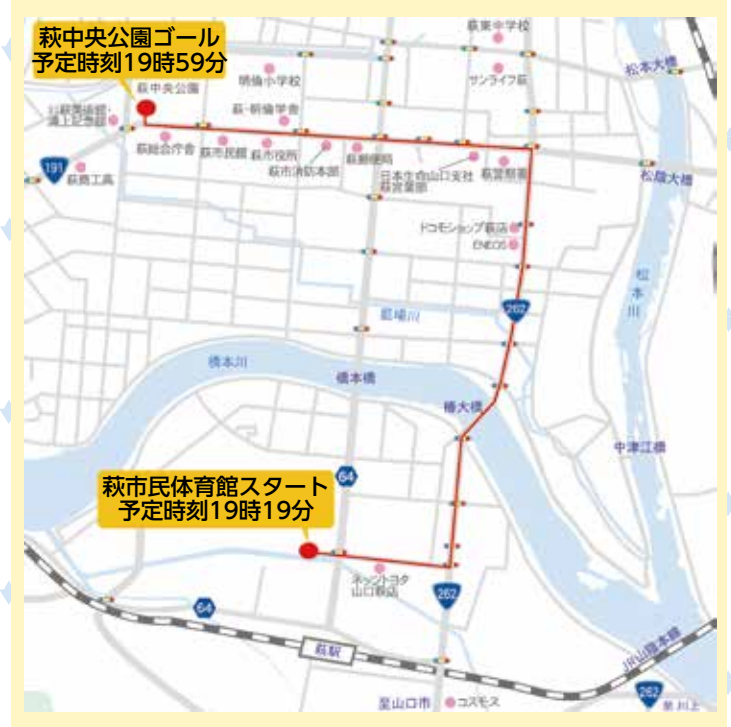 萩中央公園ゴール
予定時刻19時59分
萩中央公園
萩東中学校
サンライフ萩
松本大橋
明倫小学校
萩・明倫学舎
浦上記念館
191
萩商工高
萩総合庁舎
萩市民館
萩市役所
萩市消防本部
萩郵便局
日本生命山口支社
萩営業部
萩警察署
松陰大橋
ドコモショップ萩店
ENEOS
松本川
262
藍場川
橋本川
橋本橋
椿大橋
中津江橋
64
萩市民体育館スタート
予定時刻19時19分
ネッツトヨタ
山口萩店
262
64
萩駅
JR山陰本線
262
至山口市
コスモス
至川上